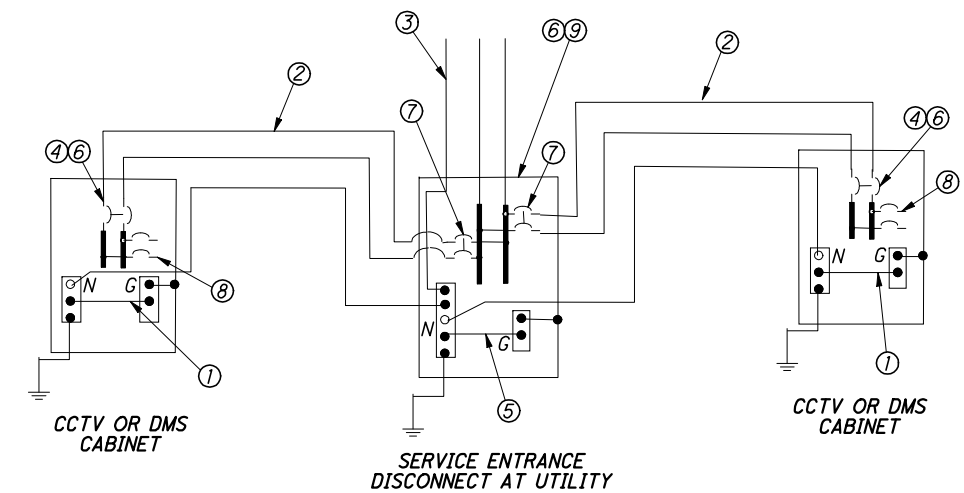 3
6 9
2
2
7
4 6
7
4 6
8
N
G
8
N
G
1
N
G
1
5
CCTV OR DMS
CABINET
SERVICE ENTRANCE
DISCONNECT AT UTILITY
CCTV OR DMS
CABINET